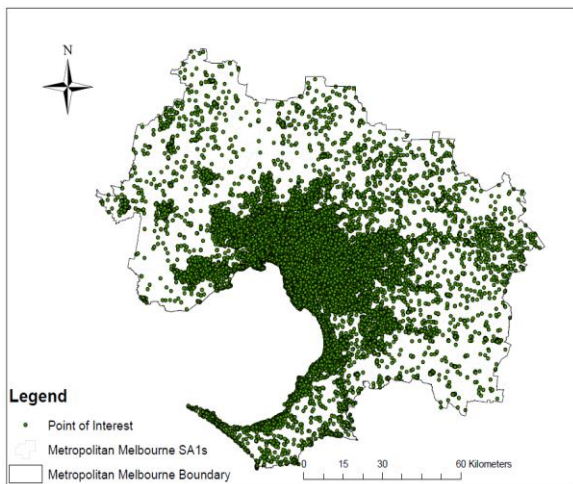 N
Legend
Point of Interest
Metropolitan Melbourne SA1s
Metropolitan Melbourne Boundary
0 15 30 60 Kilometers